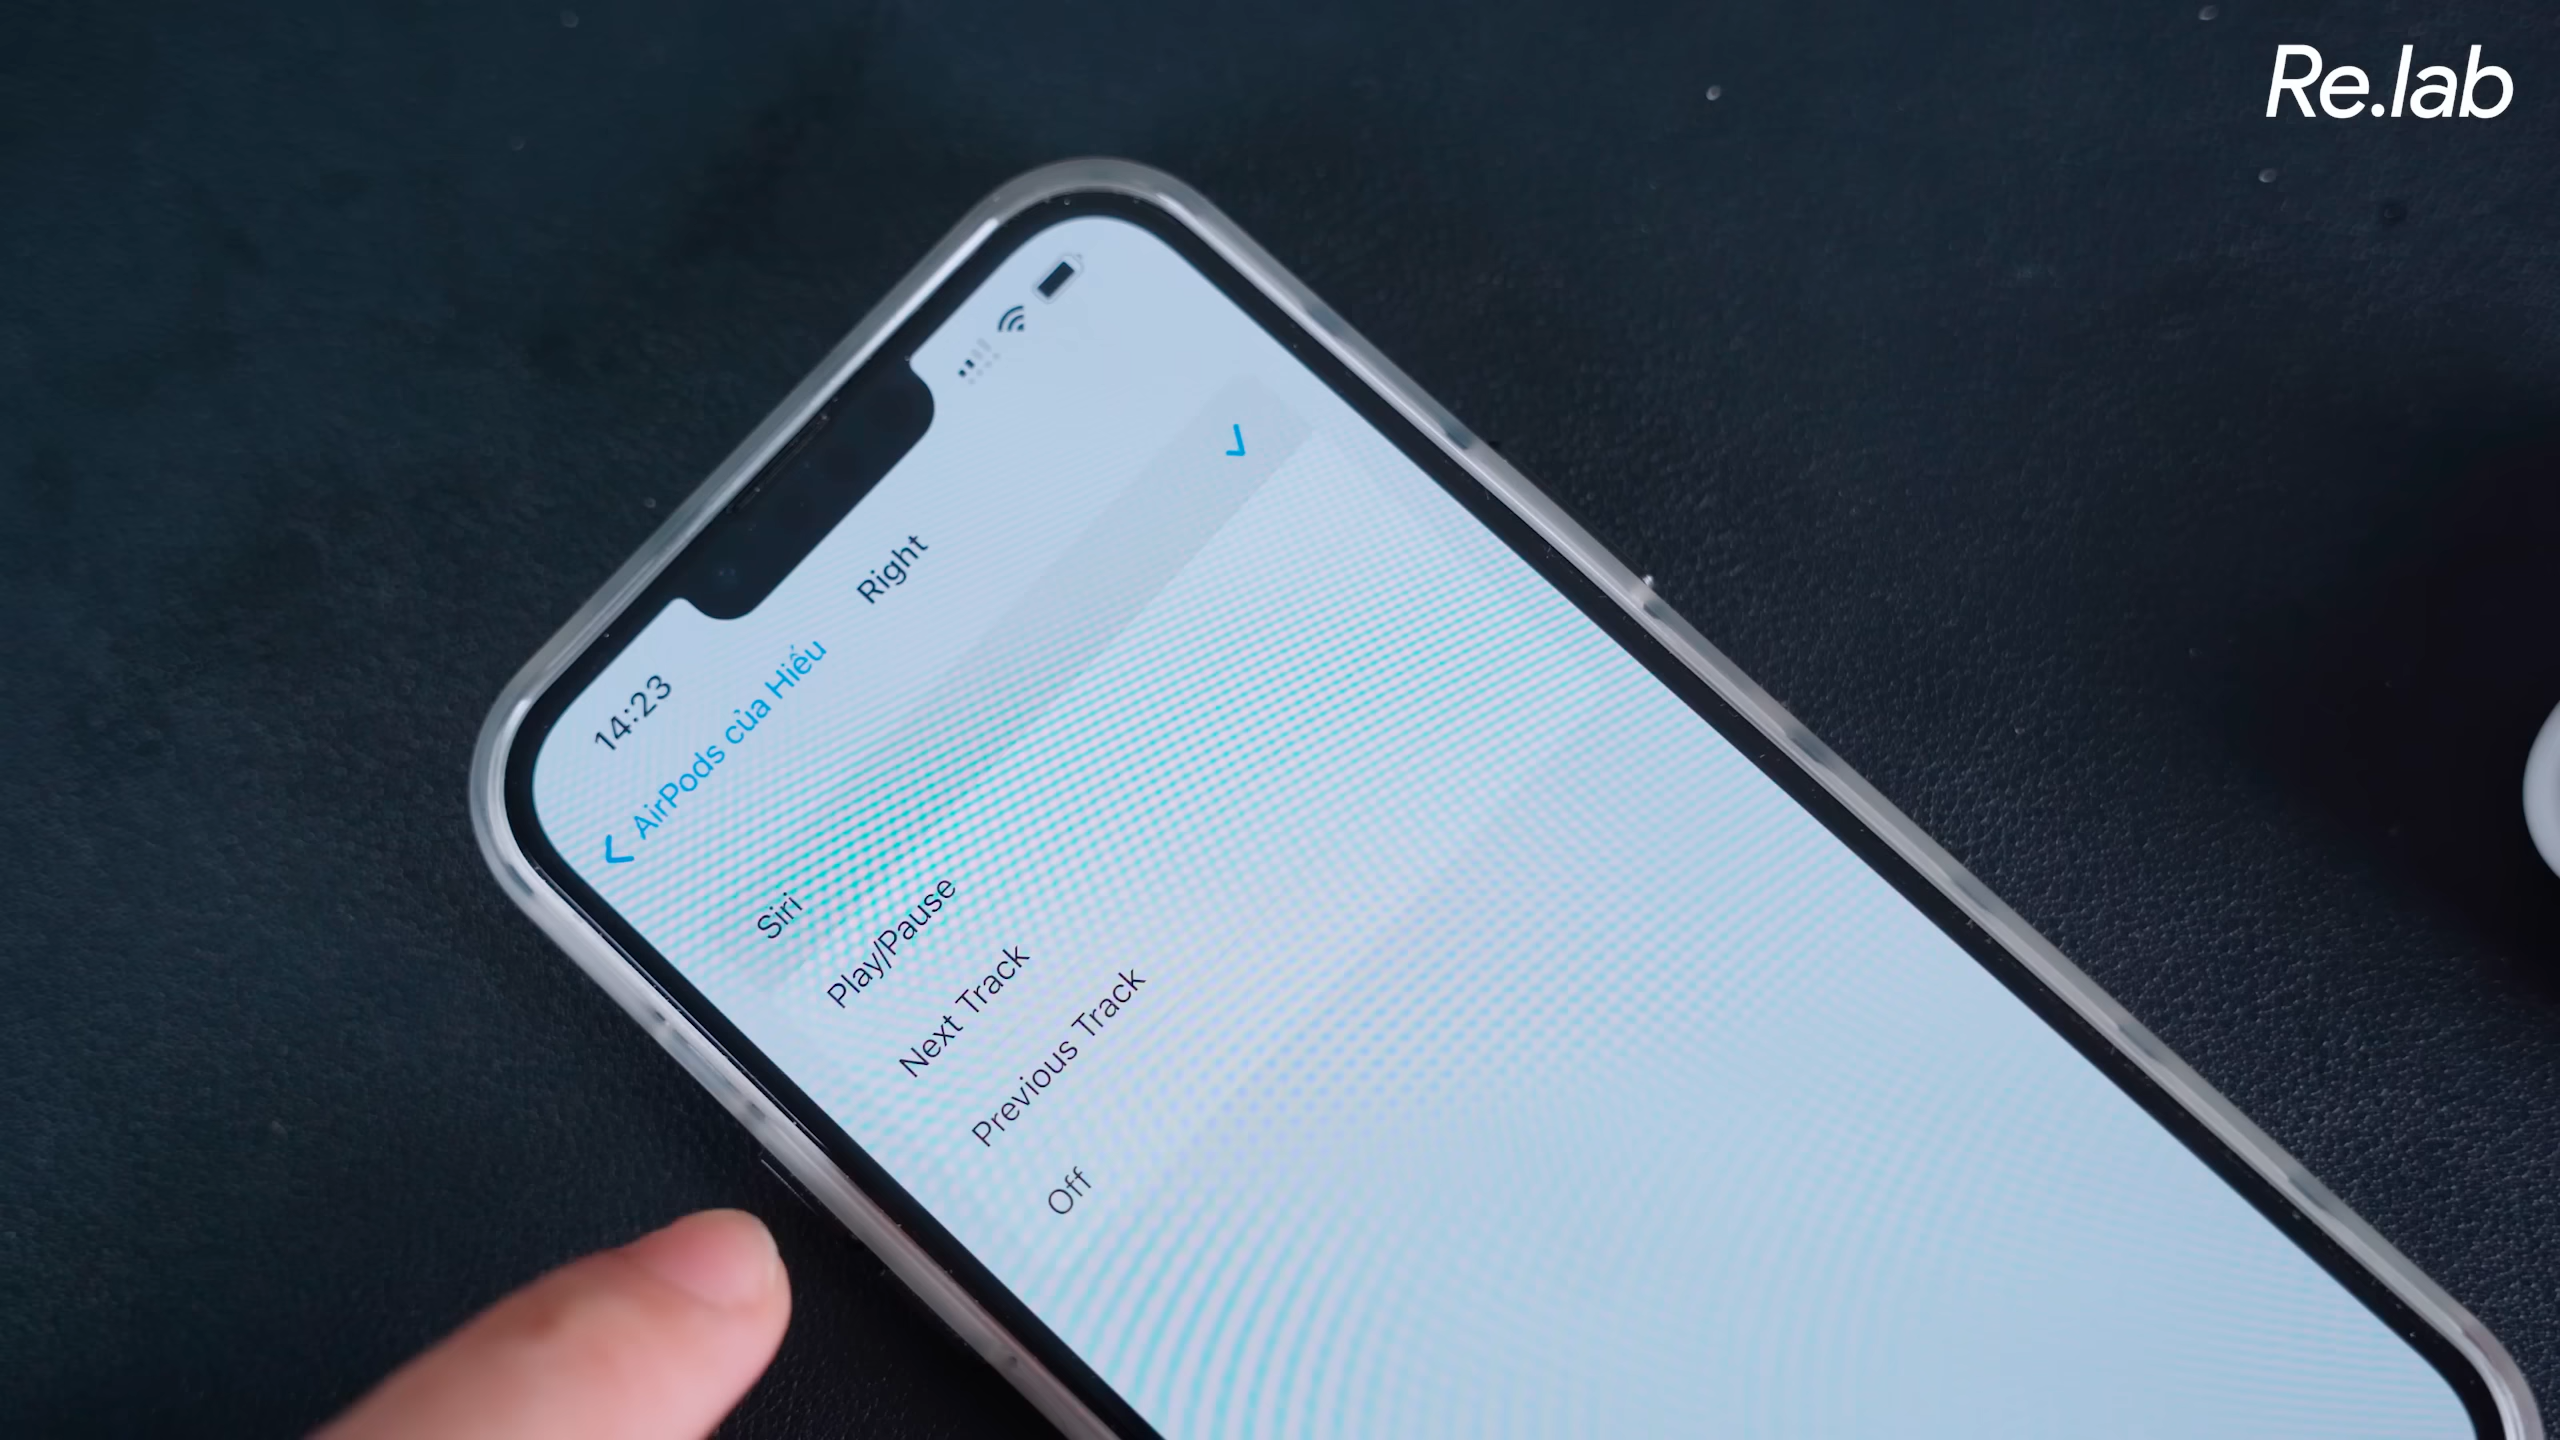 Re.lab
14:23
AirPods của Hiếu
Right
Siri
Play/Pause
Next Track
Previous Track
Off